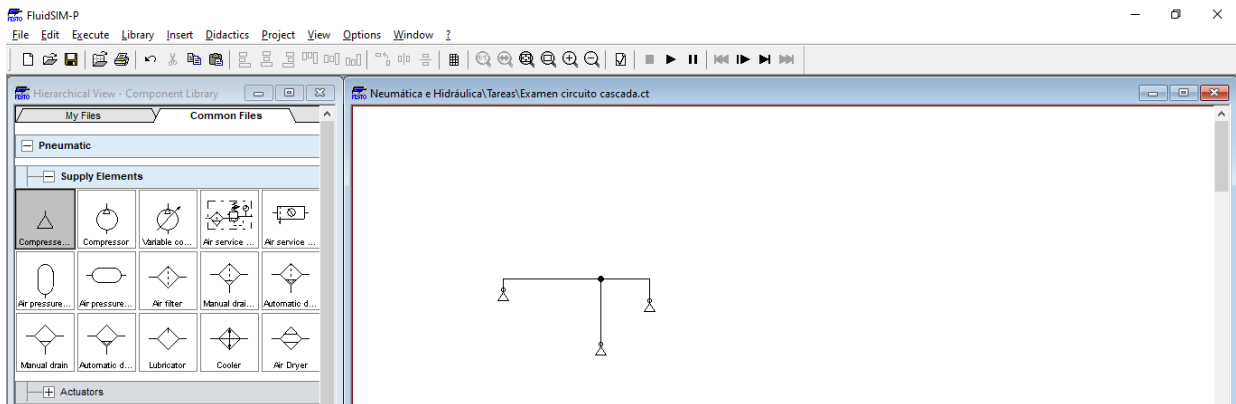 FluidSIM-P
File Edit Execute Library Insert Didactics Project View Options Window ?
Hierarchical View - Component Library
Neumática e Hidráulica\Tareas\Examen circuito cascada.ct
My Files Common Files
Pneumatic
Supply Elements
Compresse... Compressor Variable co... Air service ... Air service ...
Air pressure... Air pressure... Air filter Manual drai... Automatic d...
Manual drain Automatic d... Lubricator Cooler Air Dryer
Actuators